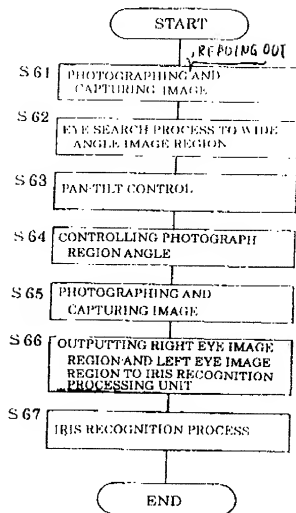 START
, READING OUT
S 61
PHOTOGRAPHING AND
CAPTURING IMAGE
S 62
EYE SEARCH PROCESS TO WIDE
ANGLE IMAGE REGION
S 63
PAN-TILT CONTROL
S 64
CONTROLLING PHOTOGRAPH
REGION ANGLE
S 65
PHOTOGRAPHING AND
CAPTURING IMAGE
S 66
OUTPUTTING RIGHT EYE IMAGE
REGION AND LEFT EYE IMAGE
REGION TO IRIS RECOGNITION
PROCESSING UNIT
S 67
IRIS RECOGNITION PROCESS
END